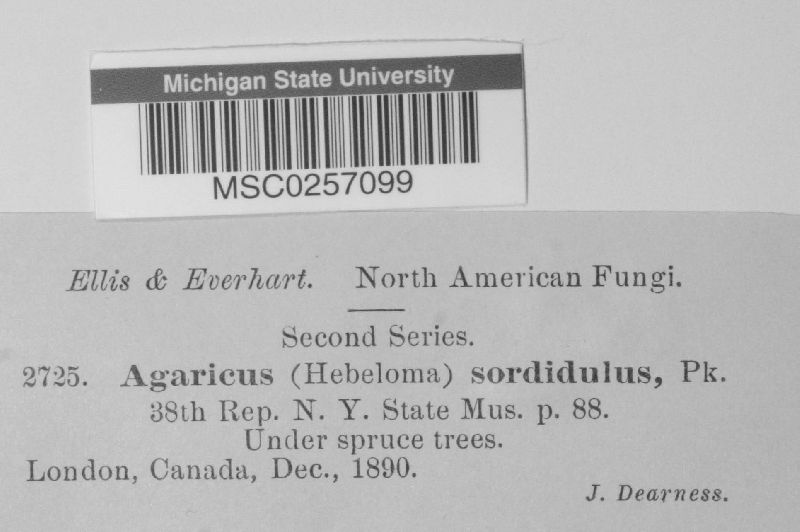 Michigan State University
MSC0257099
Ellis & Everhart. North American Fungi.
Second Series.
2725. Agaricus (Hebeloma) sordidulus, Pk.
38th Rep. N. Y. State Mus. p. 88.
Under spruce trees.
London, Canada, Dec., 1890.
J. Dearness.